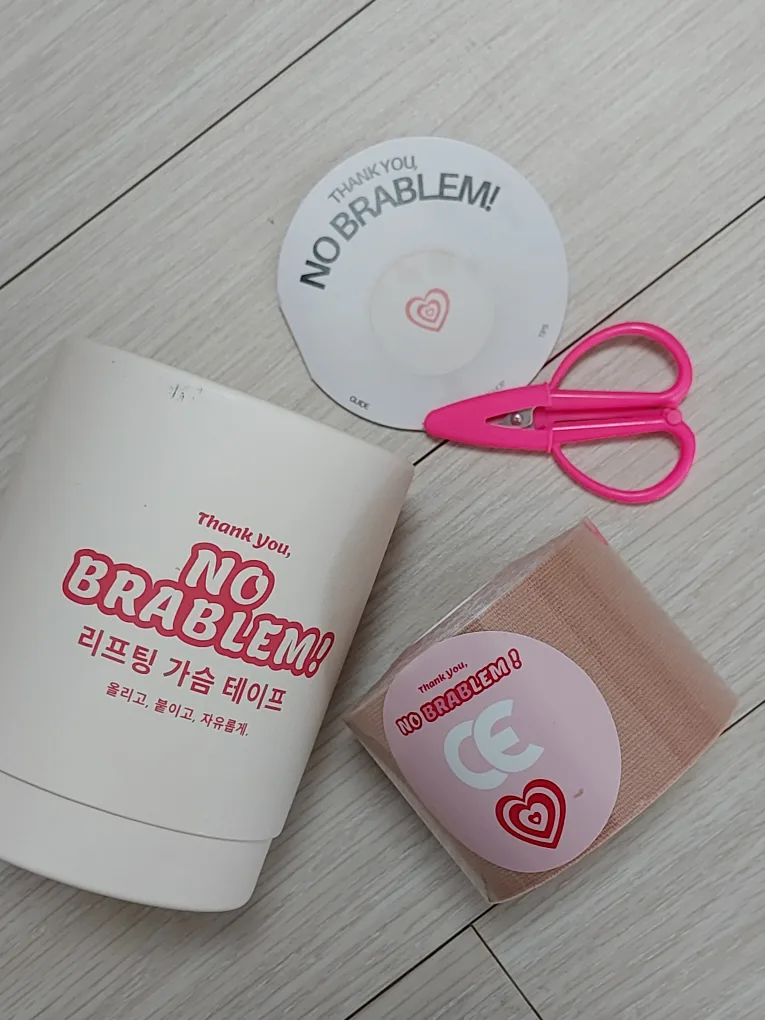 THANK YOU,
NO BRABLEM!
TIPS
GUIDE
Thank you,
NO
BRABLEM!
리프팅 가슴 테이프
올리고, 붙이고, 자유롭게.
Thank you,
NO BRABLEM!
CE